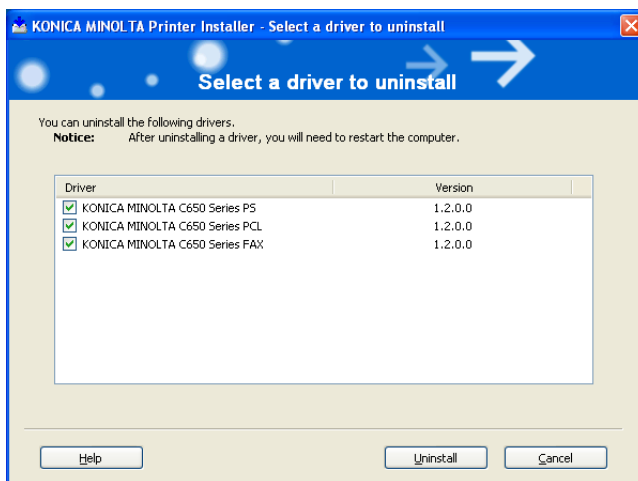 KONICA MINOLTA Printer Installer - Select a driver to uninstall
Select a driver to uninstall
You can uninstall the following drivers.
Notice: After uninstalling a driver, you will need to restart the computer.
Driver Version
KONICA MINOLTA C650 Series PS 1.2.0.0
KONICA MINOLTA C650 Series PCL 1.2.0.0
KONICA MINOLTA C650 Series FAX 1.2.0.0
Help Uninstall Cancel